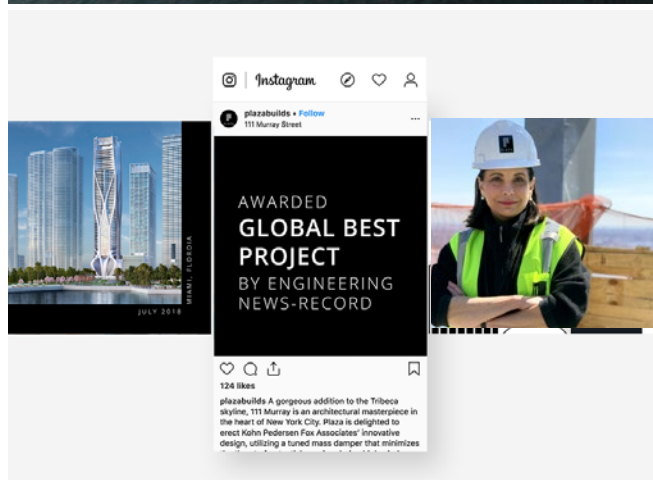 Instagram
plazabuilds • Follow
111 Murray Street
AWARDED
GLOBAL BEST
PROJECT
BY ENGINEERING
NEWS-RECORD
MIAMI, FLORDIA
JULY 2018
124 likes
plazabuilds A gorgeous addition to the Tribeca
skyline, 111 Murray is an architectural masterpiece in
the heart of New York City. Plaza is delighted to
erect Kohn Pedersen Fox Associates' innovative
design, utilizing a tuned mass damper that minimizes